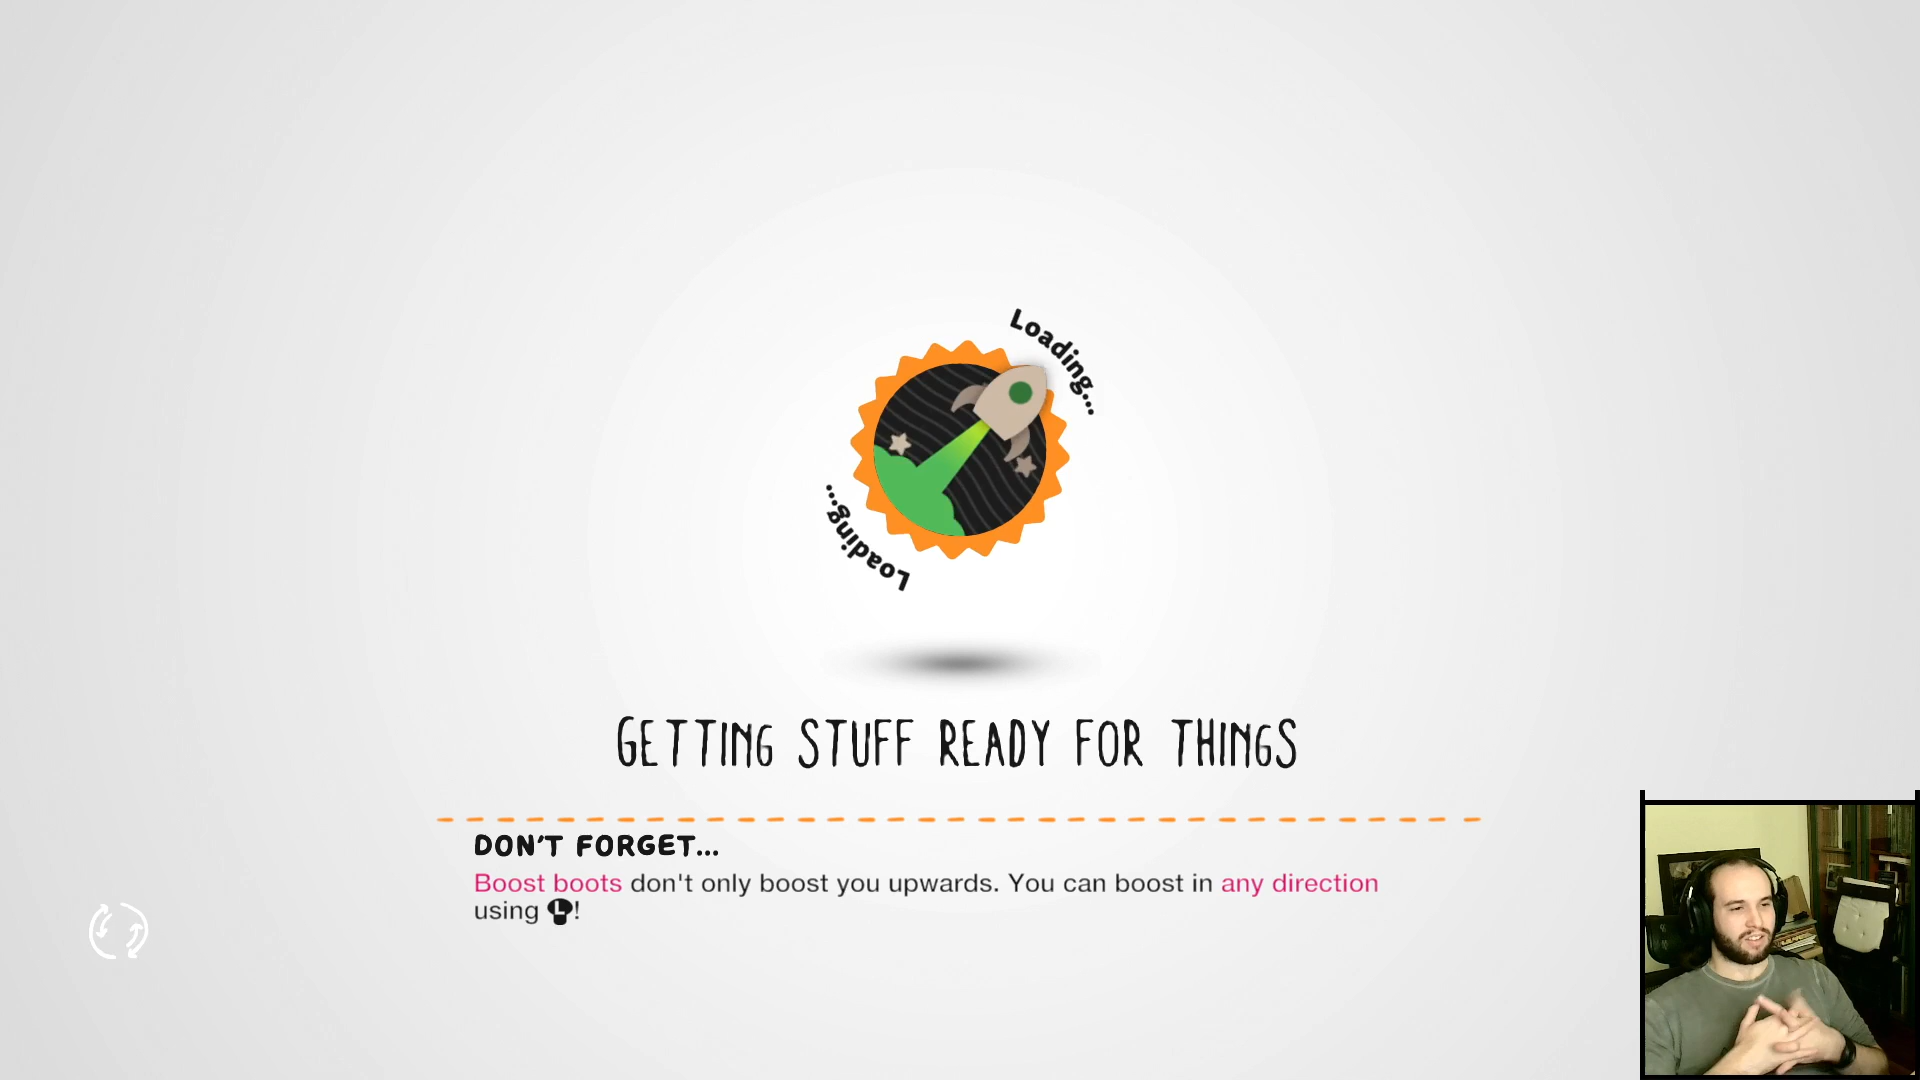 Loading...
Loading...
GETTING STUFF READY FOR THINGS
DON'T FORGET...
Boost boots don't only boost you upwards. You can boost in any direction
using L!